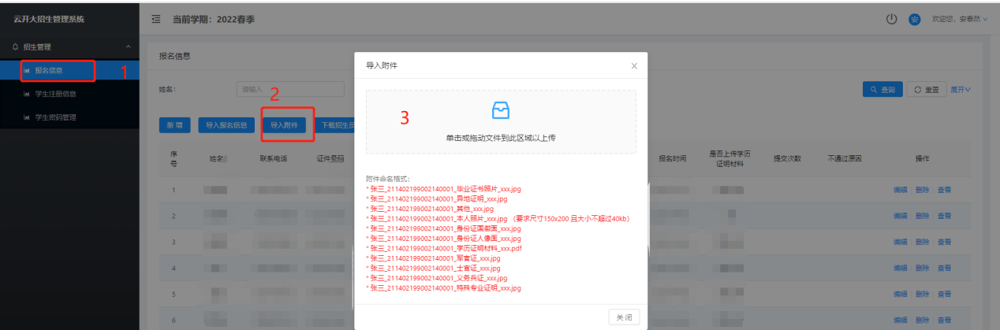 云开大招生管理系统
当前学期：2022春季
安
欢迎您，安泰然
招生管理
报名信息
1
学生注册信息
学生密码管理
报名信息
姓名：
请输入
2
查询
重置
展开
新增
导入报名信息
导入附件
下载招生员
序号
姓名
联系电话
证件号码
报名时间
是否上传学历证明材料
提交次数
不通过原因
操作
1
编辑 删除 查看
2
编辑 删除 查看
3
编辑 删除 查看
4
编辑 删除 查看
5
编辑 删除 查看
6
编辑 删除 查看
导入附件
3
单击或拖动文件到此区域以上传
附件命名格式：
* 张三_211402199002140001_毕业证书照片_xxx.jpg
* 张三_211402199002140001_异地证明_xxx.jpg
* 张三_211402199002140001_其他_xxx.jpg
* 张三_211402199002140001_本人照片_xxx.jpg （要求尺寸150x200 且大小不超过40kb）
* 张三_211402199002140001_身份证国徽面_xxx.jpg
* 张三_211402199002140001_身份证人像面_xxx.jpg
* 张三_211402199002140001_学历证明材料_xxx.pdf
* 张三_211402199002140001_军官证_xxx.jpg
* 张三_211402199002140001_士官证_xxx.jpg
* 张三_211402199002140001_义务兵证_xxx.jpg
* 张三_211402199002140001_特殊专业证明_xxx.jpg
关闭